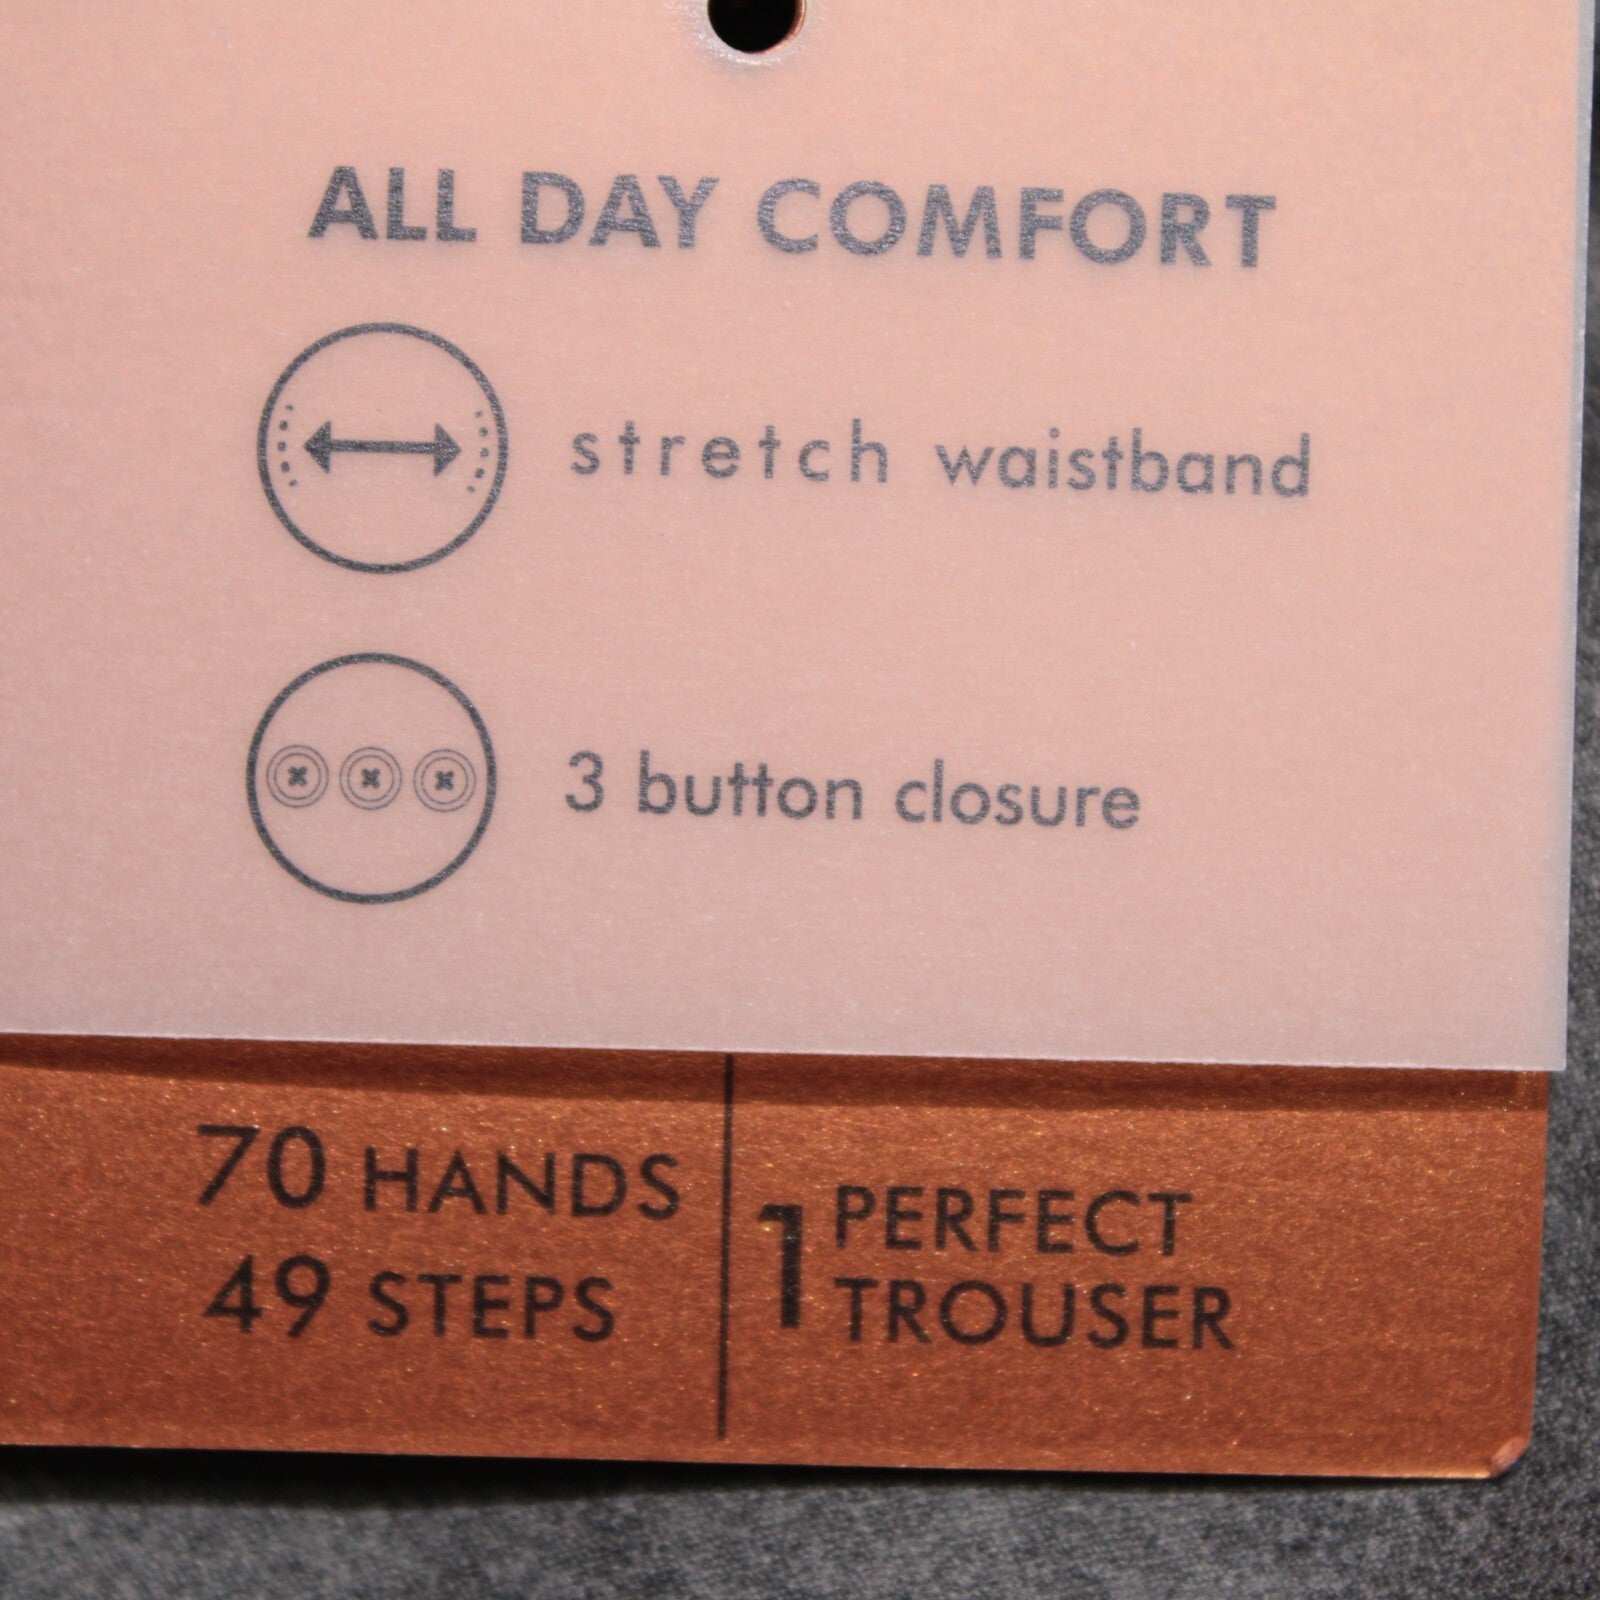 ALL DAY COMFORT
stretch waistband
3 button closure
70 HANDS
49 STEPS
1 PERFECT
TROUSER